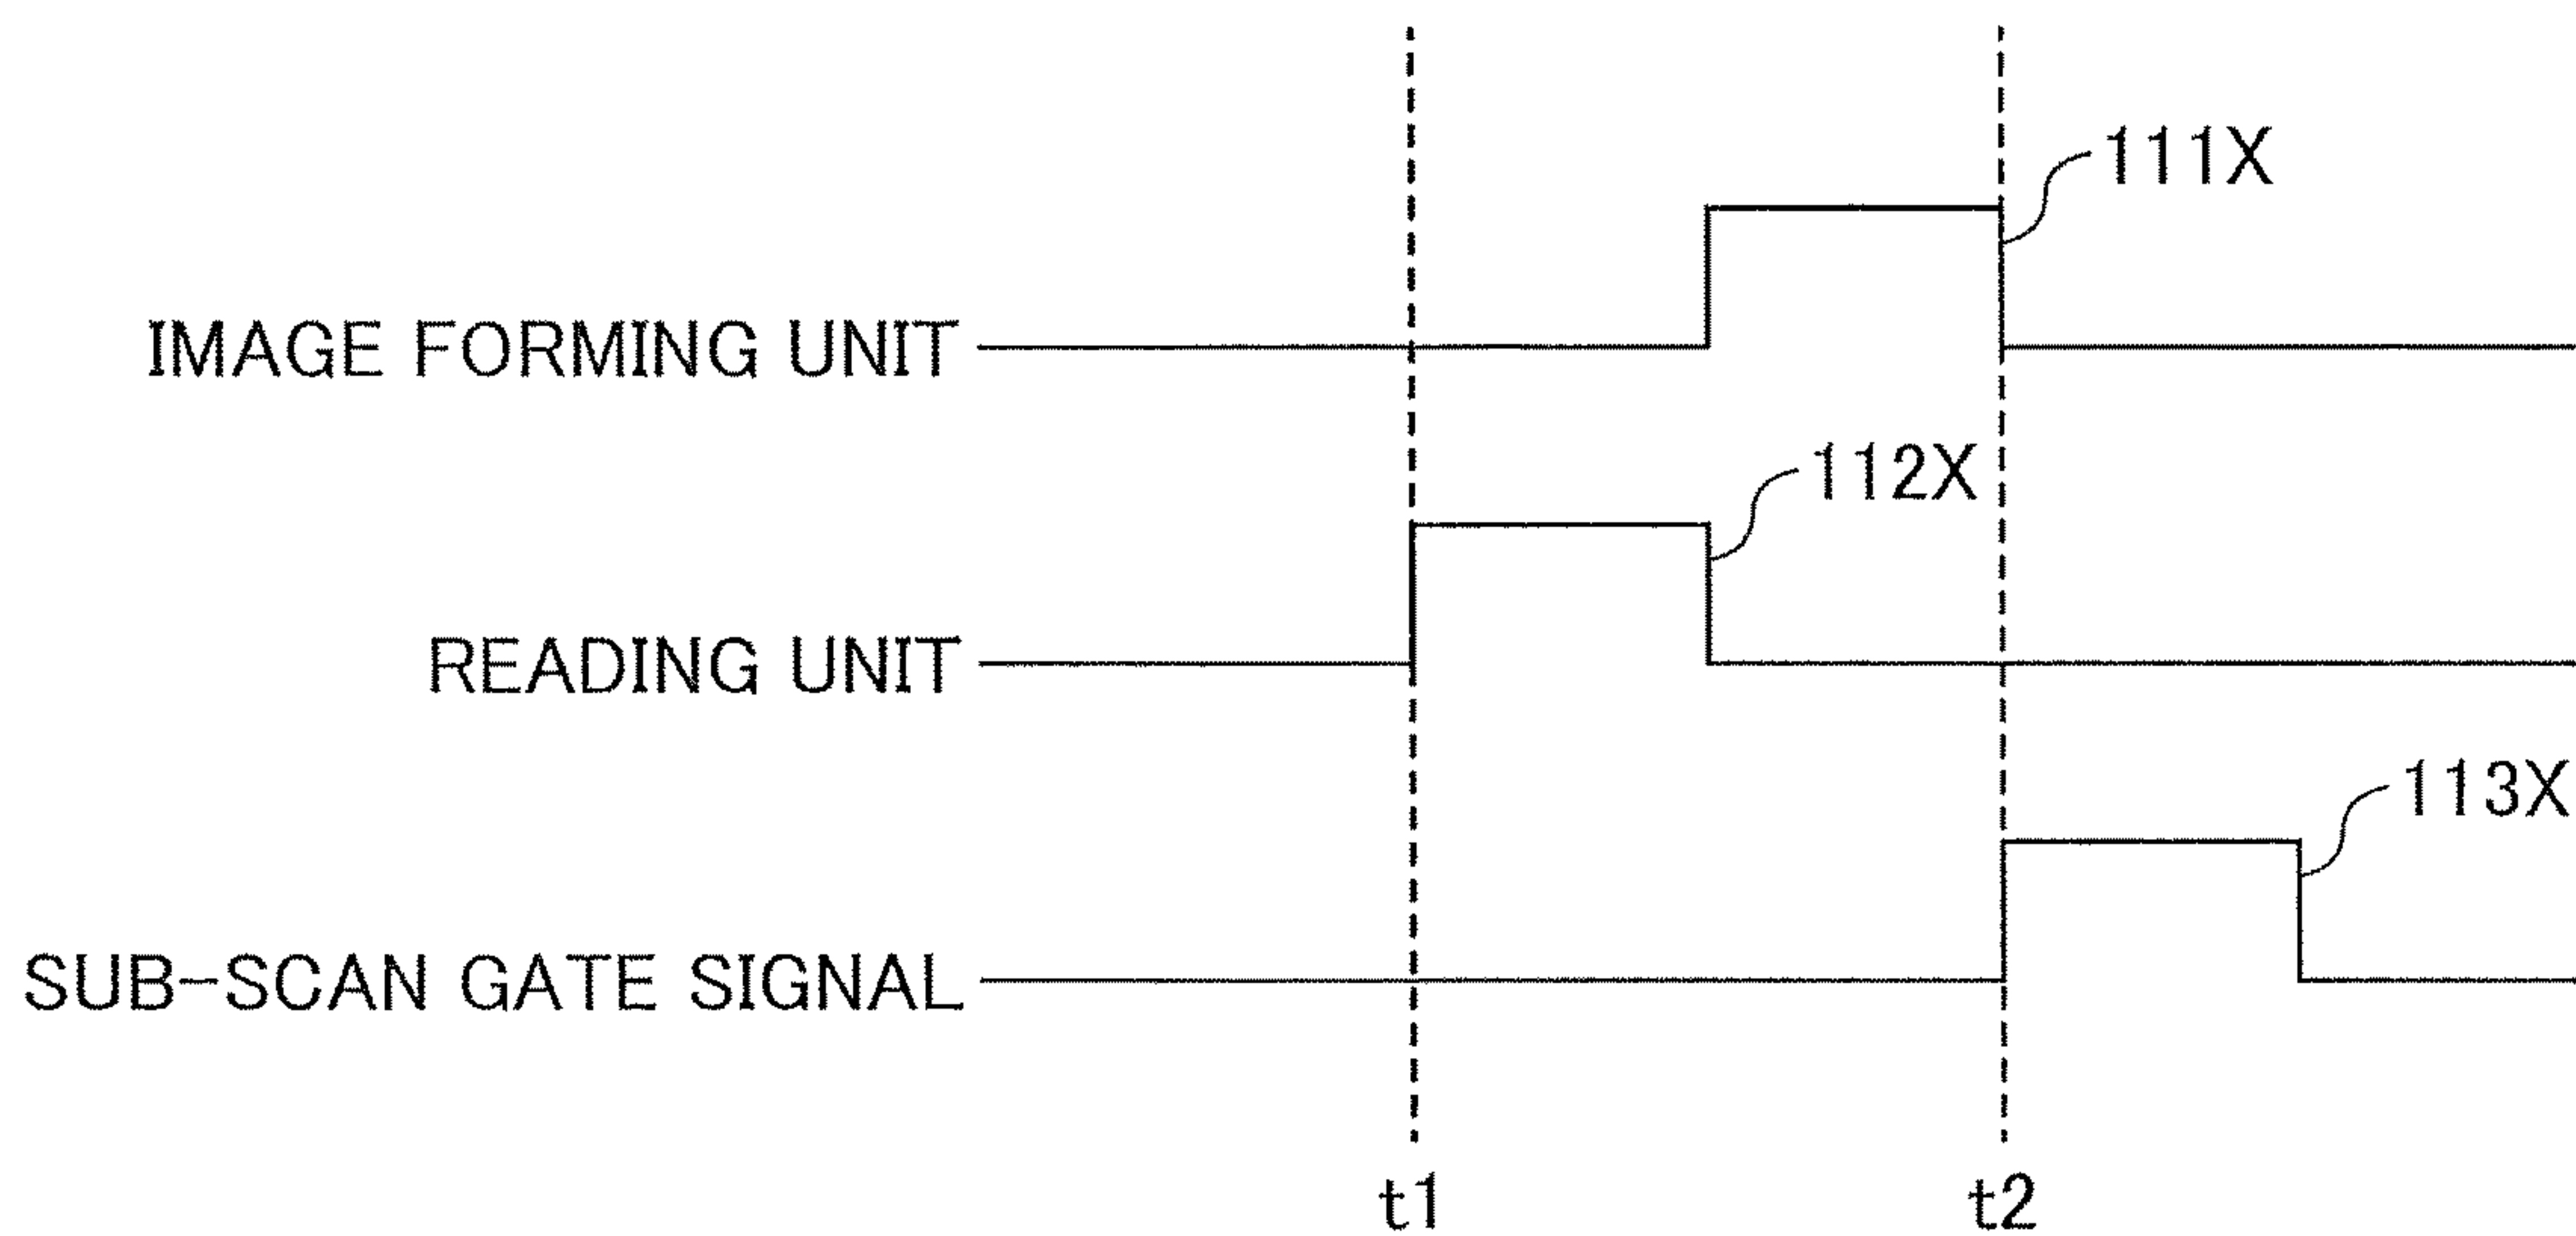 111X
IMAGE FORMING UNIT
112X
READING UNIT
113X
SUB-SCAN GATE SIGNAL
t1
t2